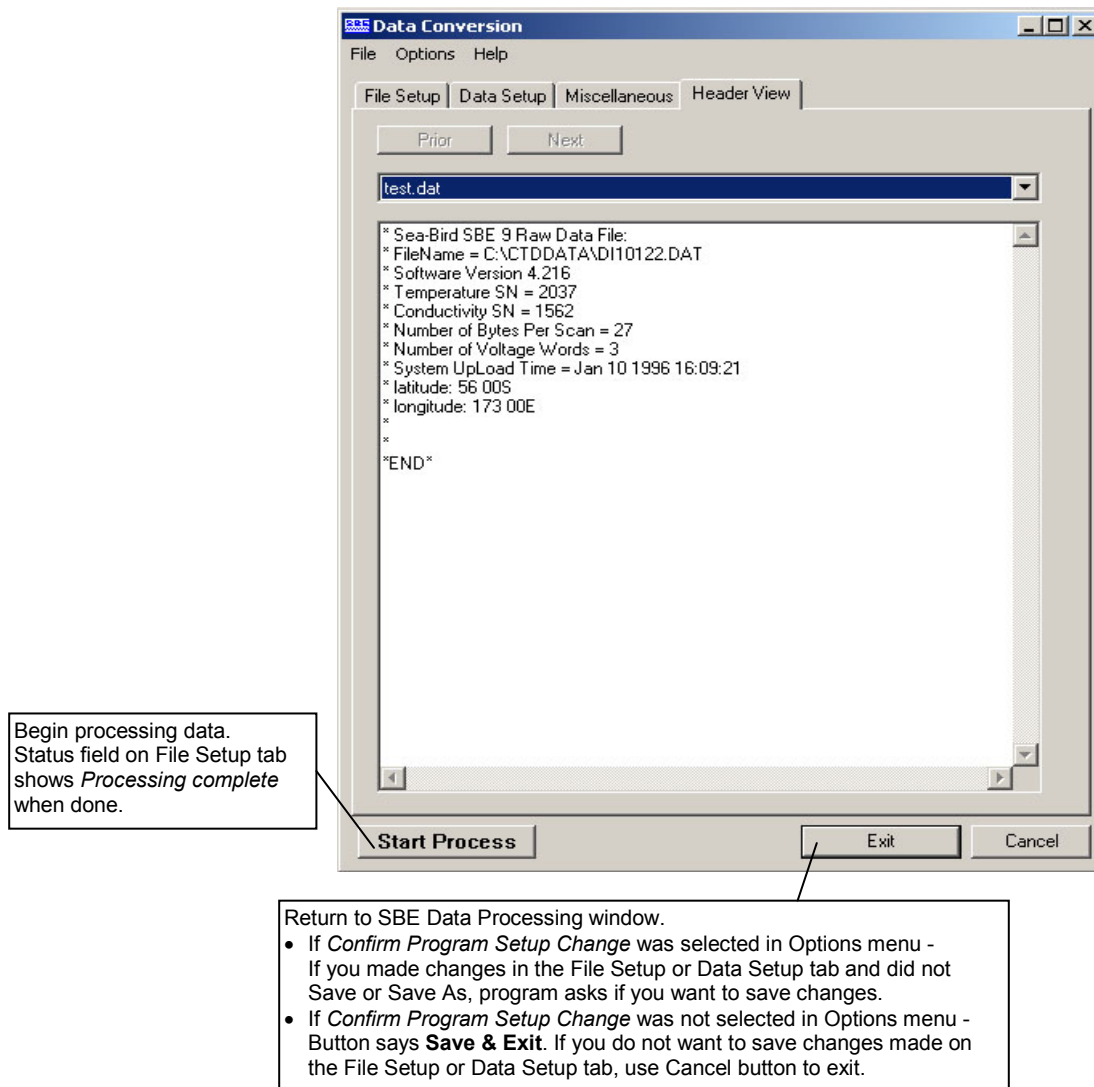 SBE Data Conversion
File Options Help
File Setup Data Setup Miscellaneous Header View
Prior Next
test.dat
* Sea-Bird SBE 9 Raw Data File:
* FileName = C:\CTDDATA\DI10122.DAT
* Software Version 4.216
* Temperature SN = 2037
* Conductivity SN = 1562
* Number of Bytes Per Scan = 27
* Number of Voltage Words = 3
* System UpLoad Time = Jan 10 1996 16:09:21
* latitude: 56 00S
* longitude: 173 00E
*
*
*END*
Begin processing data.
Status field on File Setup tab
shows Processing complete
when done.
Start Process Exit Cancel
Return to SBE Data Processing window.
• If Confirm Program Setup Change was selected in Options menu -
If you made changes in the File Setup or Data Setup tab and did not
Save or Save As, program asks if you want to save changes.
• If Confirm Program Setup Change was not selected in Options menu -
Button says Save & Exit. If you do not want to save changes made on
the File Setup or Data Setup tab, use Cancel button to exit.